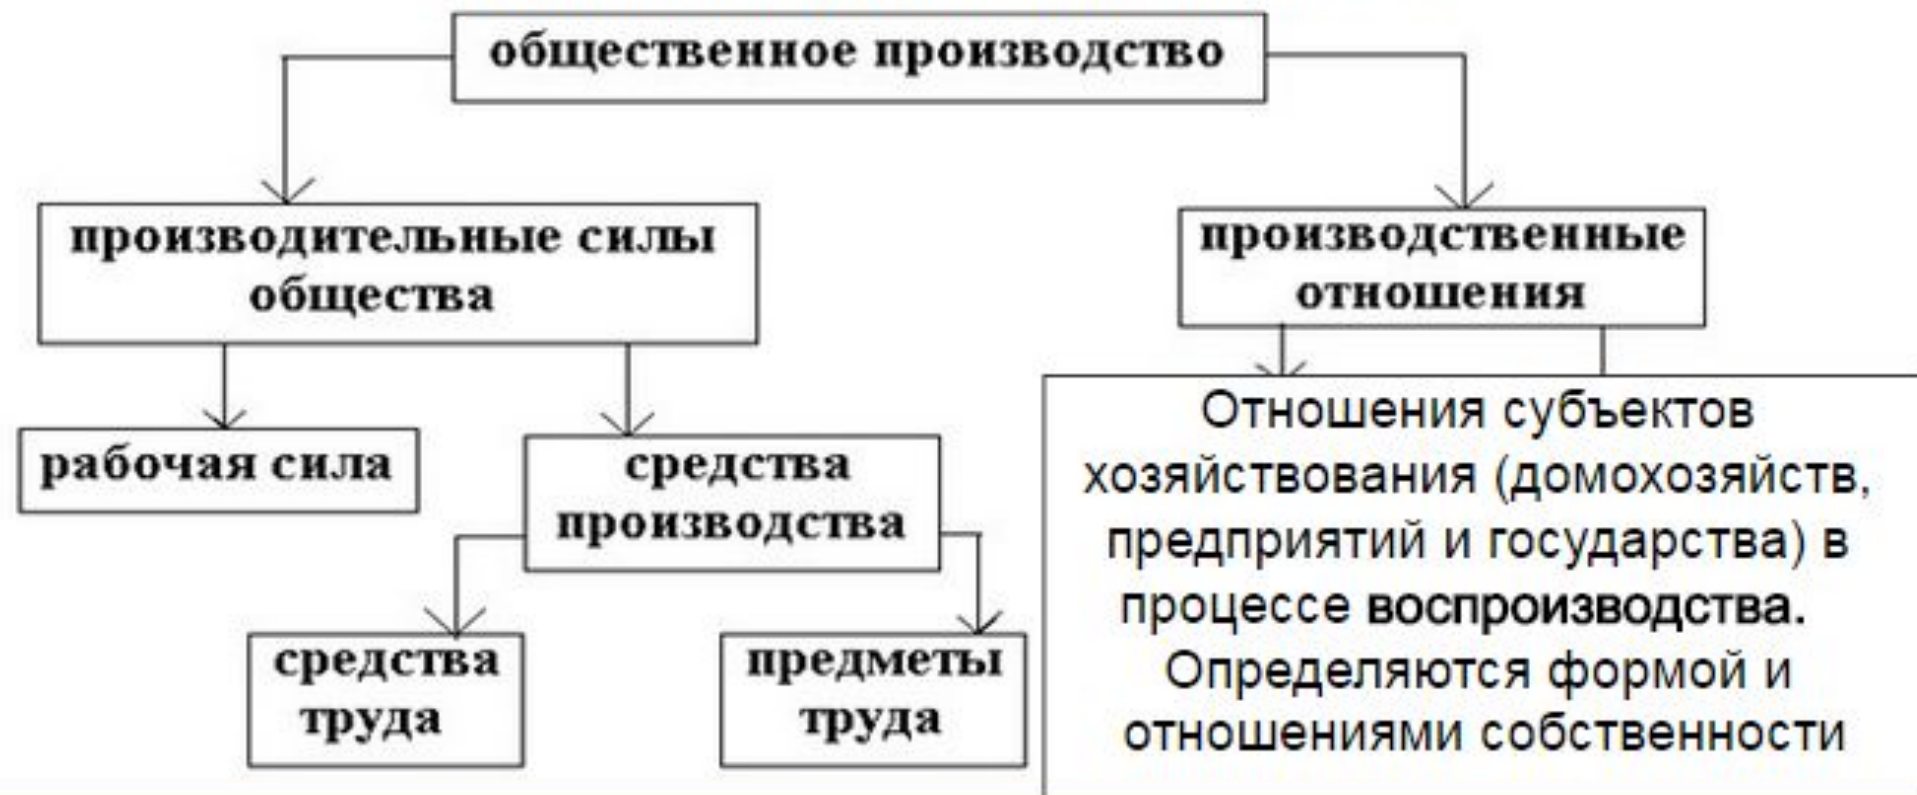 общественное производство
производительные силы
общества
производственные
отношения
рабочая сила
средства
производства
средства
труда
предметы
труда
Отношения субъектов
хозяйствования (домохозяйств,
предприятий и государства) в
процессе воспроизводства.
Определяются формой и
отношениями собственности